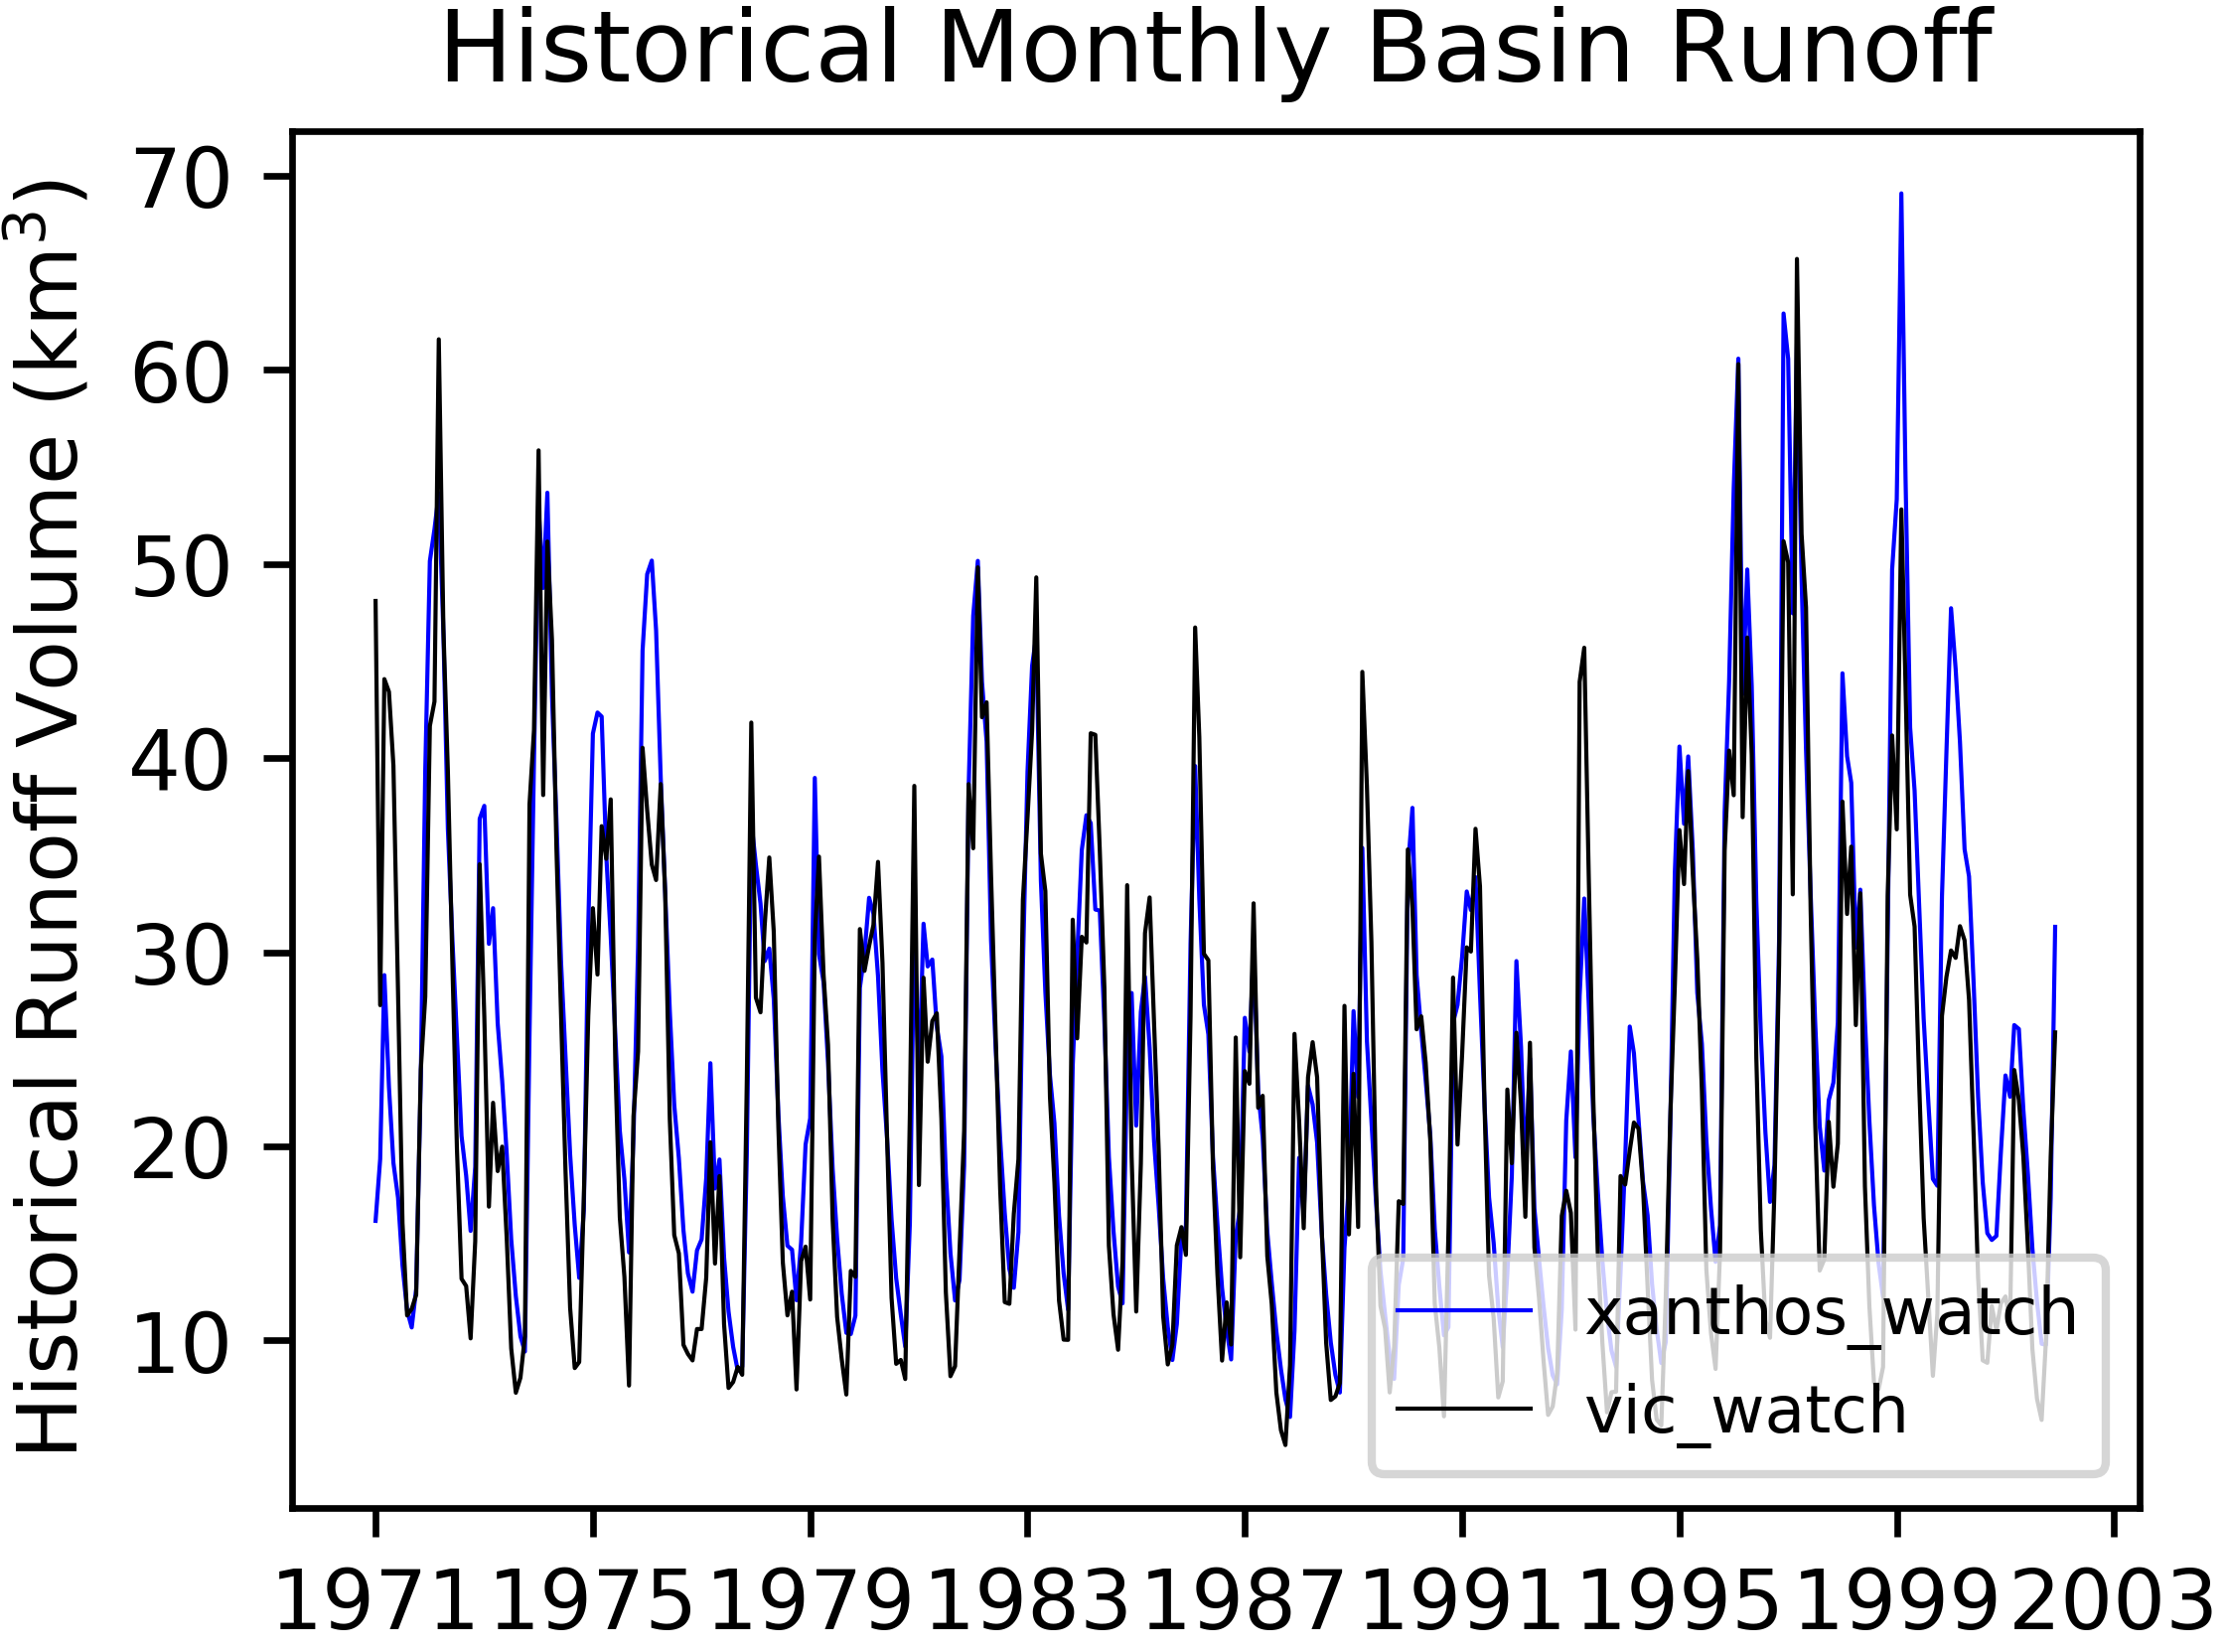 Historical Monthly Basin Runoff
Historical Runoff Volume (km³)
70
60
50
40
30
20
10
xanthos_watch
vic_watch
1971 1975 1979 1983 1987 1991 1995 1999 2003